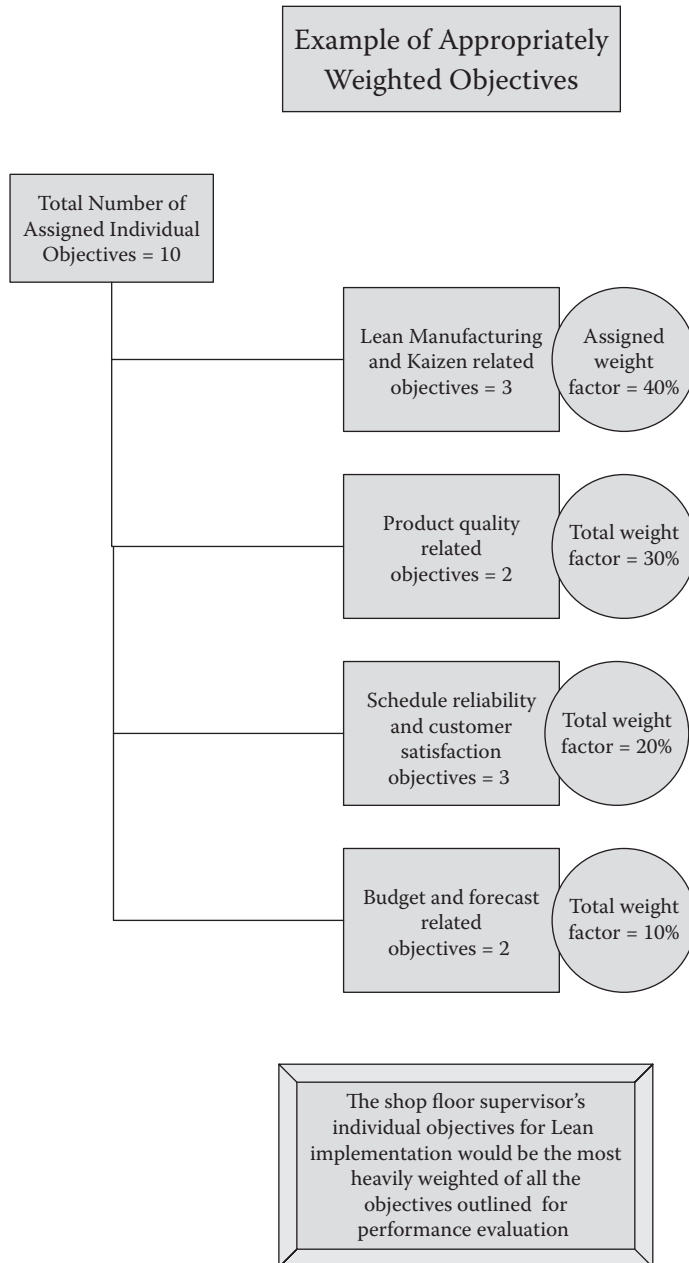 Example of Appropriately
Weighted Objectives
Total Number of
Assigned Individual
Objectives = 10
Lean Manufacturing
and Kaizen related
objectives = 3
Assigned
weight
factor = 40%
Product quality
related
objectives = 2
Total weight
factor = 30%
Schedule reliability
and customer
satisfaction
objectives = 3
Total weight
factor = 20%
Budget and forecast
related
objectives = 2
Total weight
factor = 10%
The shop floor supervisor’s
individual objectives for Lean
implementation would be the most
heavily weighted of all the
objectives outlined for
performance evaluation